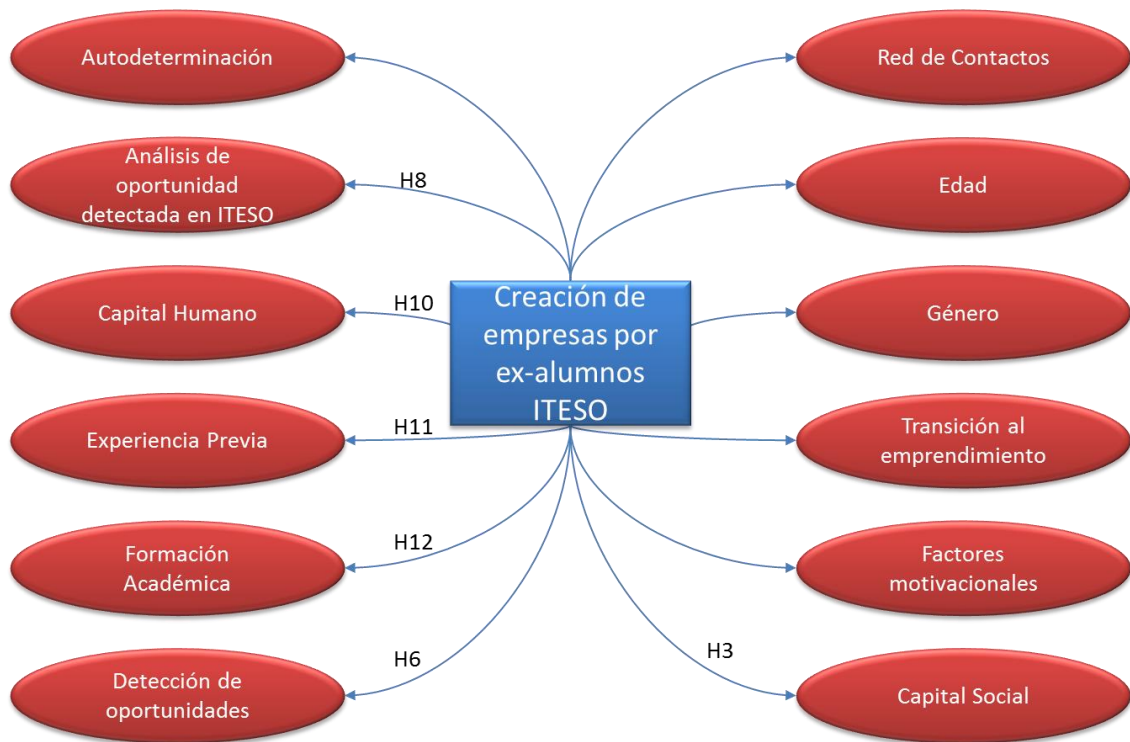 Autodeterminación
Red de Contactos
Análisis de
oportunidad
detectada en ITESO
H8
Edad
Capital Humano
H10
Creación de
empresas por
ex-alumnos
ITESO
Género
Experiencia Previa
H11
Transición al
emprendimiento
Formación
Académica
H12
Factores
motivacionales
Detección de
oportunidades
H6
H3
Capital Social